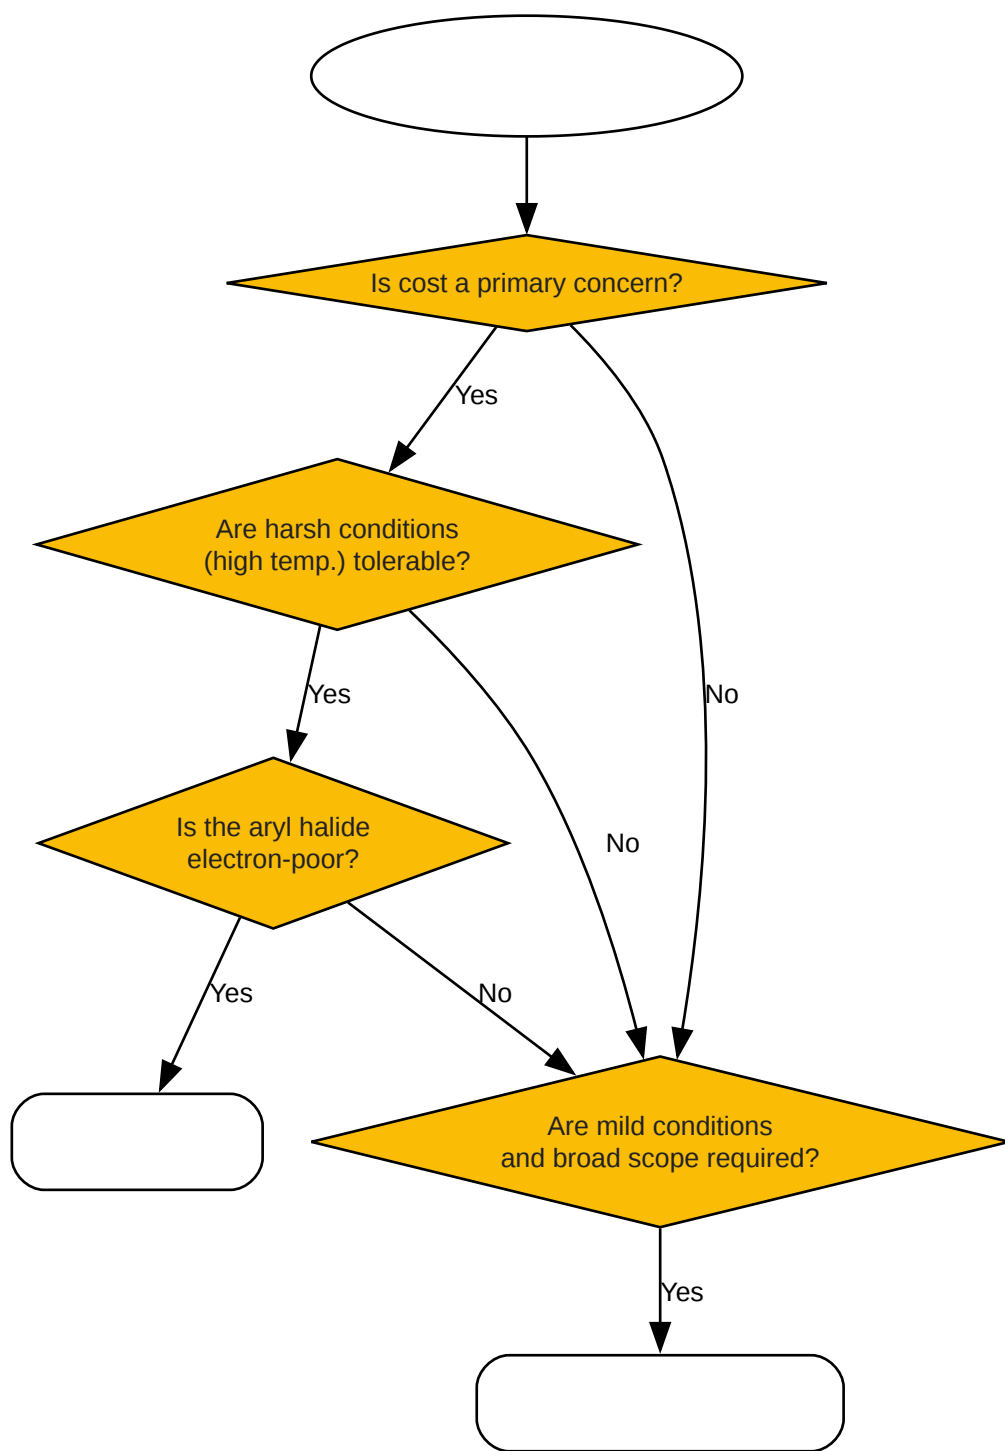 Is cost a primary concern?
Yes
Are harsh conditions
(high temp.) tolerable?
Yes
No
Is the aryl halide
electron-poor?
No
Yes
No
Are mild conditions
and broad scope required?
Yes